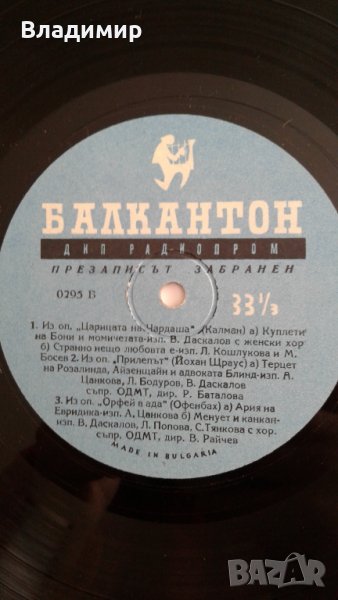 Владимир
БАЛКАНТОН
ДИП РАДИОПРОМ
ПРЕЗАПИСЪТ ЗАБРАНЕН
0295 Б
33⅓
1. Из оп. „Царицата на Чардаша" (Калман) а) Куплети
на Бони и момичетата-изп. В. Даскалов с женски хор
б) Странно нещо любовта е-изп. Л. Кошлукова и М.
Босев 2. Из оп. „Прилепът" (Йохан Щраус) а) Терцет
на Розалинда, Айзенщайн и адвоката Блинд-изп. А.
Цанкова, Л. Бодуров, В. Даскалов
съпр. ОДМТ, дир. Р. Баталова
3. Из оп. „Орфей в ада" (Офенбах) а) Ария на
Евридика-изп. Л. Цанкова б) Менует и канкан-
изп. В. Даскалов, Л. Попова, С. Тянкова с хор.
съпр. ОДМТ, дир. В. Райчев
MADE IN BULGARIA
BAZAR